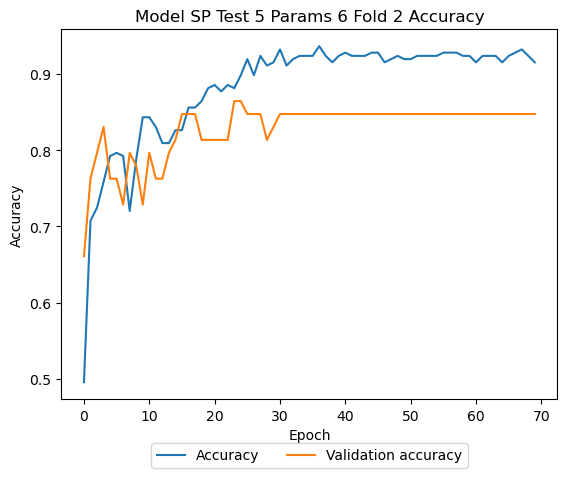 Model SP Test 5 Params 6 Fold 2 Accuracy
Accuracy
0.9
0.8
0.7
0.6
0.5
0 10 20 30 40 50 60 70
Epoch
Accuracy Validation accuracy